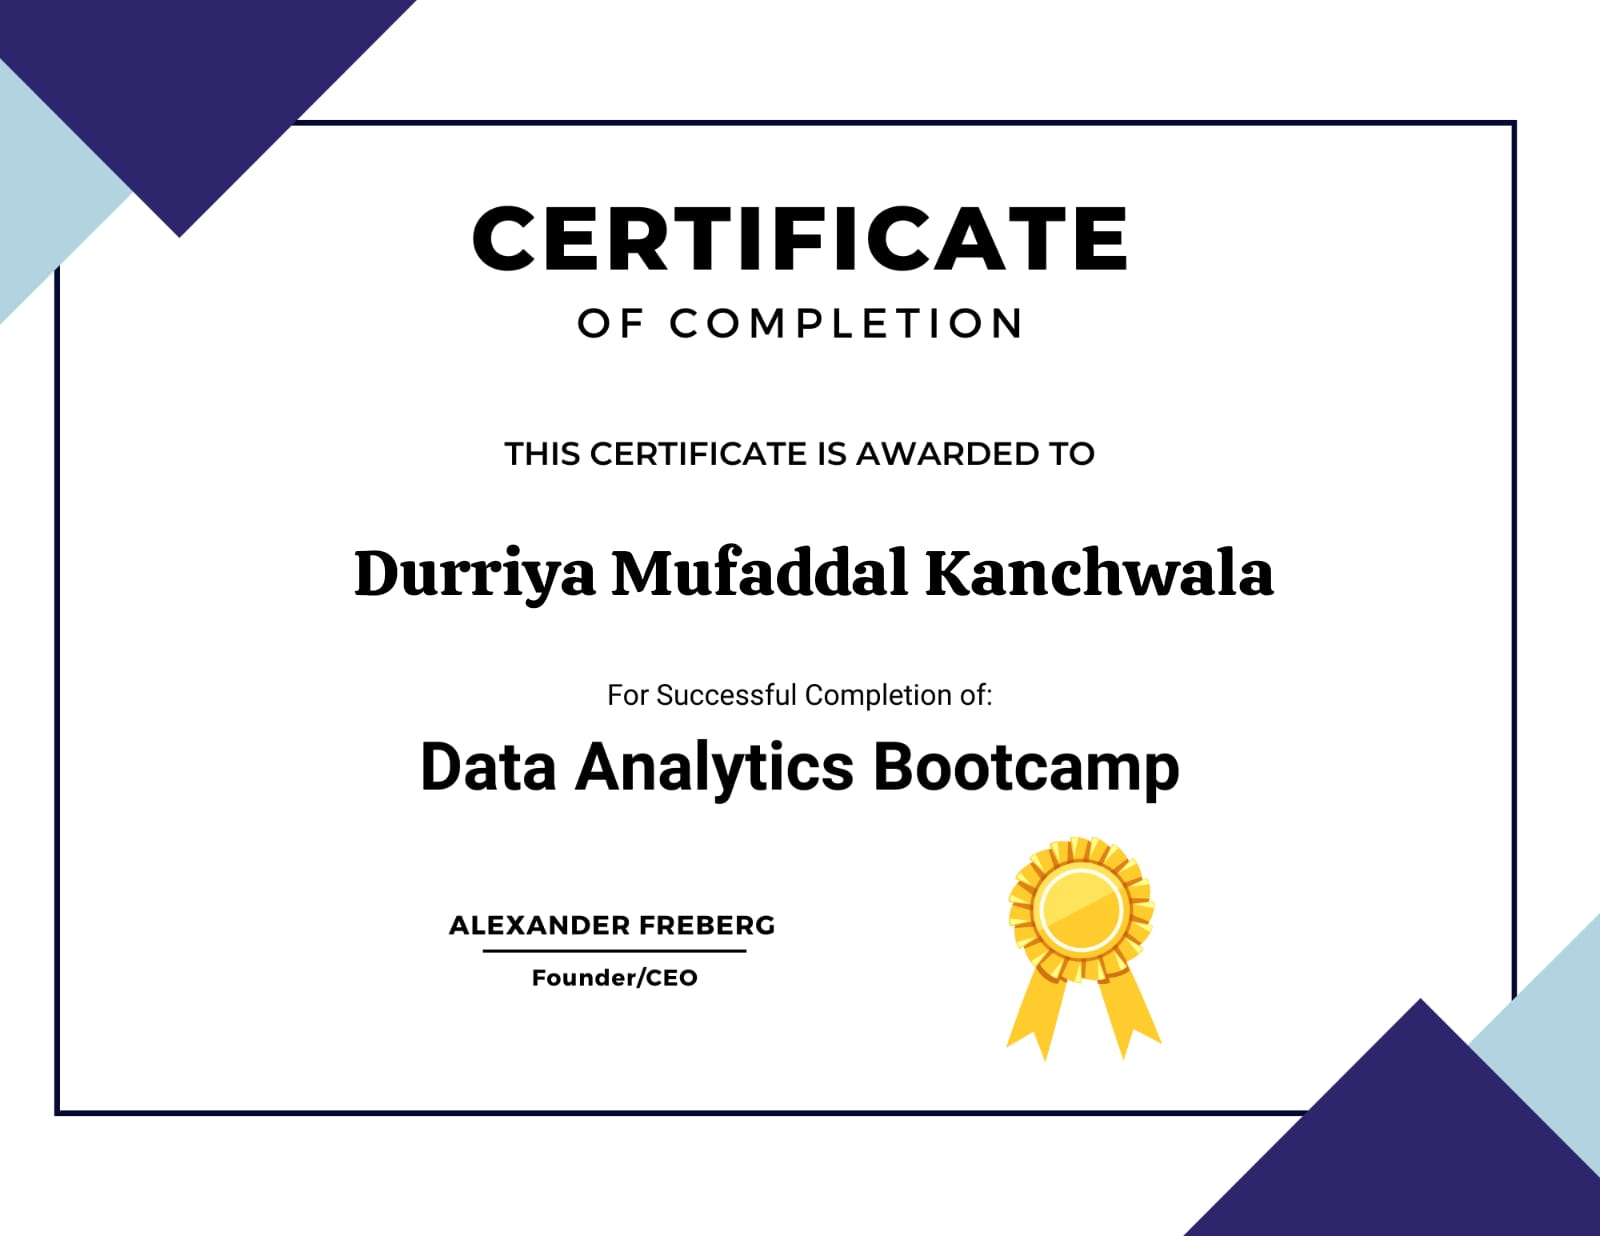 CERTIFICATE
OF COMPLETION
THIS CERTIFICATE IS AWARDED TO
Durriya Mufaddal Kanchwala
For Successful Completion of:
Data Analytics Bootcamp
ALEXANDER FREBERG
Founder/CEO